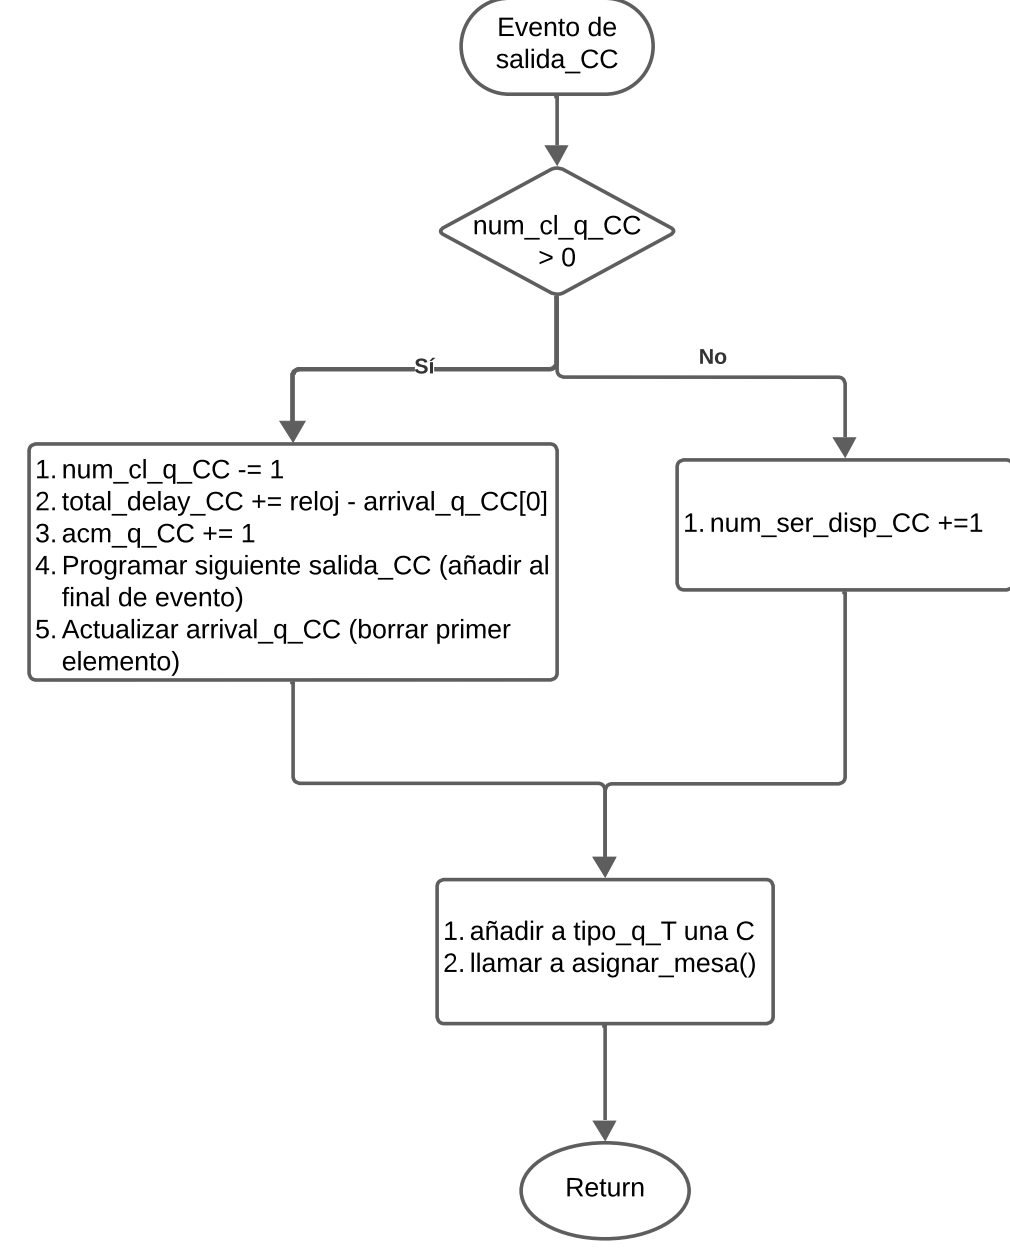 Evento de
salida_CC
num_cl_q_CC
> 0
Sí
No
1. num_cl_q_CC -= 1
2. total_delay_CC += reloj - arrival_q_CC[0]
3. acm_q_CC += 1
4. Programar siguiente salida_CC (añadir al
final de evento)
5. Actualizar arrival_q_CC (borrar primer
elemento)
1. num_ser_disp_CC +=1
1. añadir a tipo_q_T una C
2. llamar a asignar_mesa()
Return